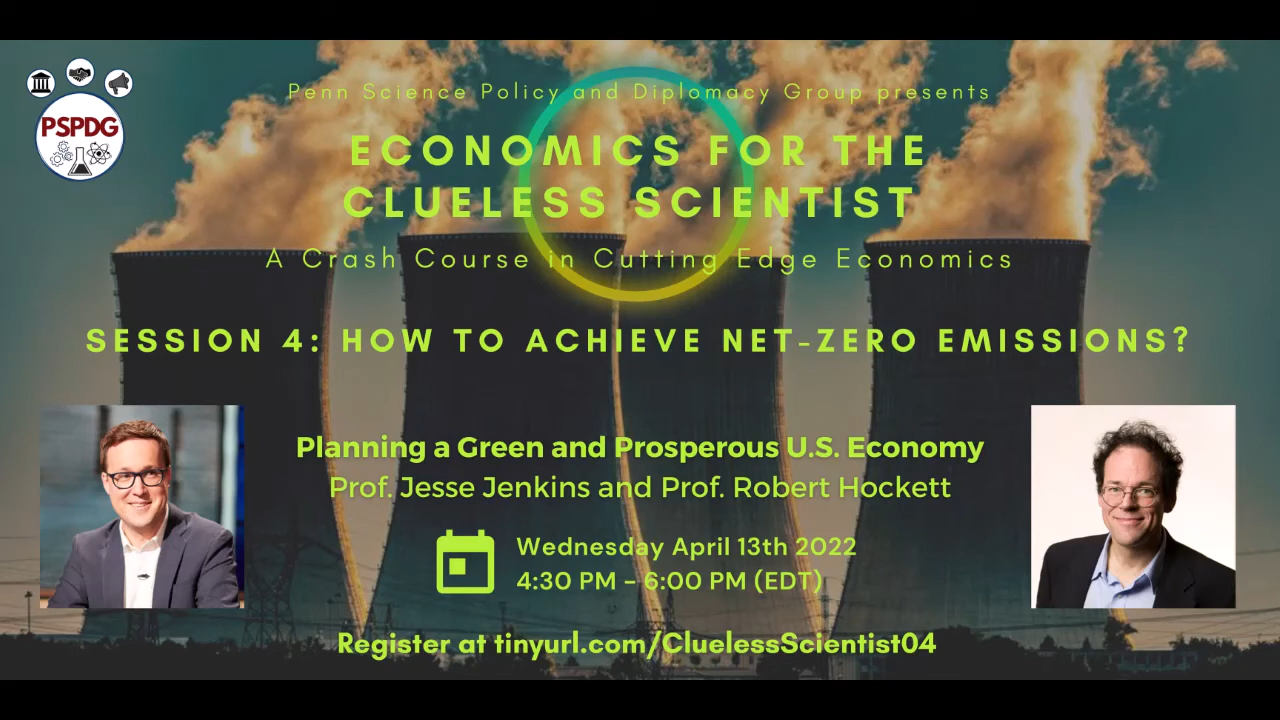 PSPDG
Penn Science Policy and Diplomacy Group presents
ECONOMICS FOR THE
CLUELESS SCIENTIST
A Crash Course in Cutting Edge Economics
SESSION 4: HOW TO ACHIEVE NET-ZERO EMISSIONS?
Planning a Green and Prosperous U.S. Economy
Prof. Jesse Jenkins and Prof. Robert Hockett
Wednesday April 13th 2022
4:30 PM - 6:00 PM (EDT)
Register at tinyurl.com/CluelessScientist04